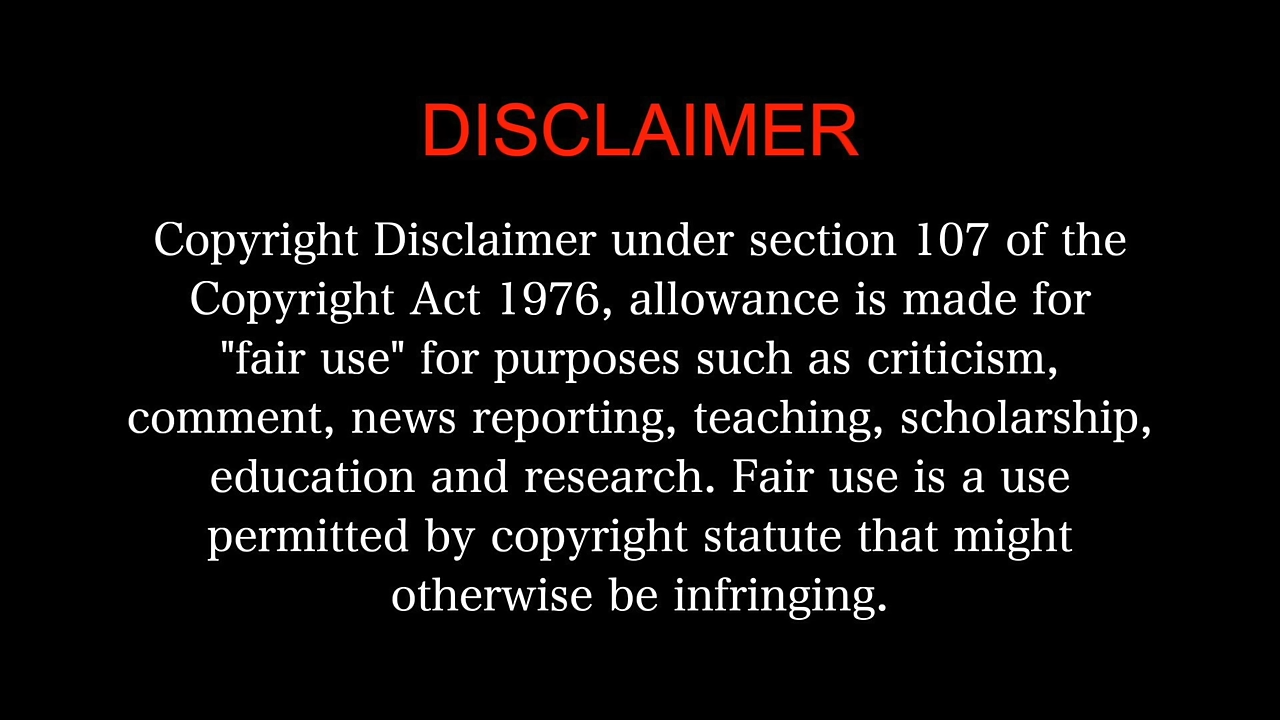 DISCLAIMER
Copyright Disclaimer under section 107 of the
Copyright Act 1976, allowance is made for
"fair use" for purposes such as criticism,
comment, news reporting, teaching, scholarship,
education and research. Fair use is a use
permitted by copyright statute that might
otherwise be infringing.